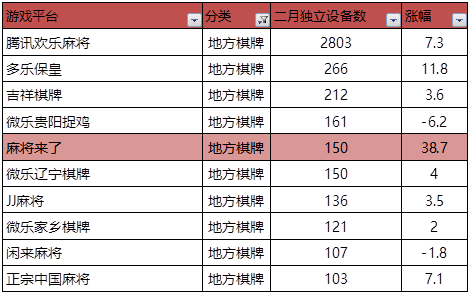 游戏平台 分类 二月独立设备数 涨幅
腾讯欢乐麻将 地方棋牌 2803 7.3
多乐保皇 地方棋牌 266 11.8
吉祥棋牌 地方棋牌 212 3.6
微乐贵阳捉鸡 地方棋牌 161 -6.2
麻将来了 地方棋牌 150 38.7
微乐辽宁棋牌 地方棋牌 150 4
JJ麻将 地方棋牌 136 3.5
微乐家乡棋牌 地方棋牌 121 2
闲来麻将 地方棋牌 107 -1.8
正宗中国麻将 地方棋牌 103 7.1